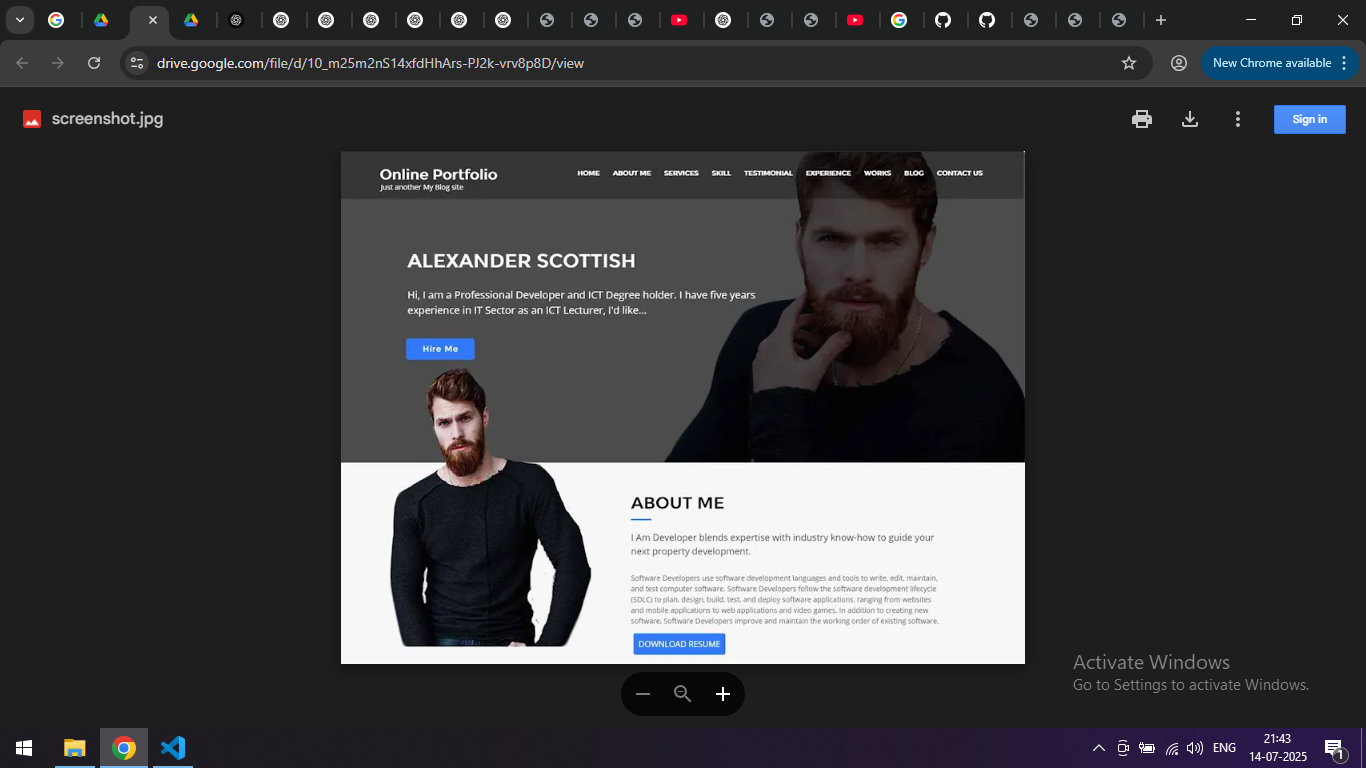 drive.google.com/file/d/10_m25m2nS14xfdHhArs-PJ2k-vrv8p8D/view
New Chrome available
screenshot.jpg
Sign in
Online Portfolio
Just another My Blog site
HOME ABOUT ME SERVICES SKILL TESTIMONIAL EXPERIENCE WORKS BLOG CONTACT US
ALEXANDER SCOTTISH
Hi, I am a Professional Developer and ICT Degree holder. I have five years
experience in IT Sector as an ICT Lecturer, I'd like...
Hire Me
ABOUT ME
I Am Developer blends expertise with industry know-how to guide your
next property development.
Software Developers use software development languages and tools to write, edit, maintain,
and test computer software. Software Developers follow the software development lifecycle
(SDLC) to plan, design, build, test, and deploy software applications, ranging from websites
and mobile applications to web applications and video games. In addition to creating new
software, Software Developers improve and maintain the working order of existing software.
DOWNLOAD RESUME
Activate Windows
Go to Settings to activate Windows.
ENG
21:43
14-07-2025
1